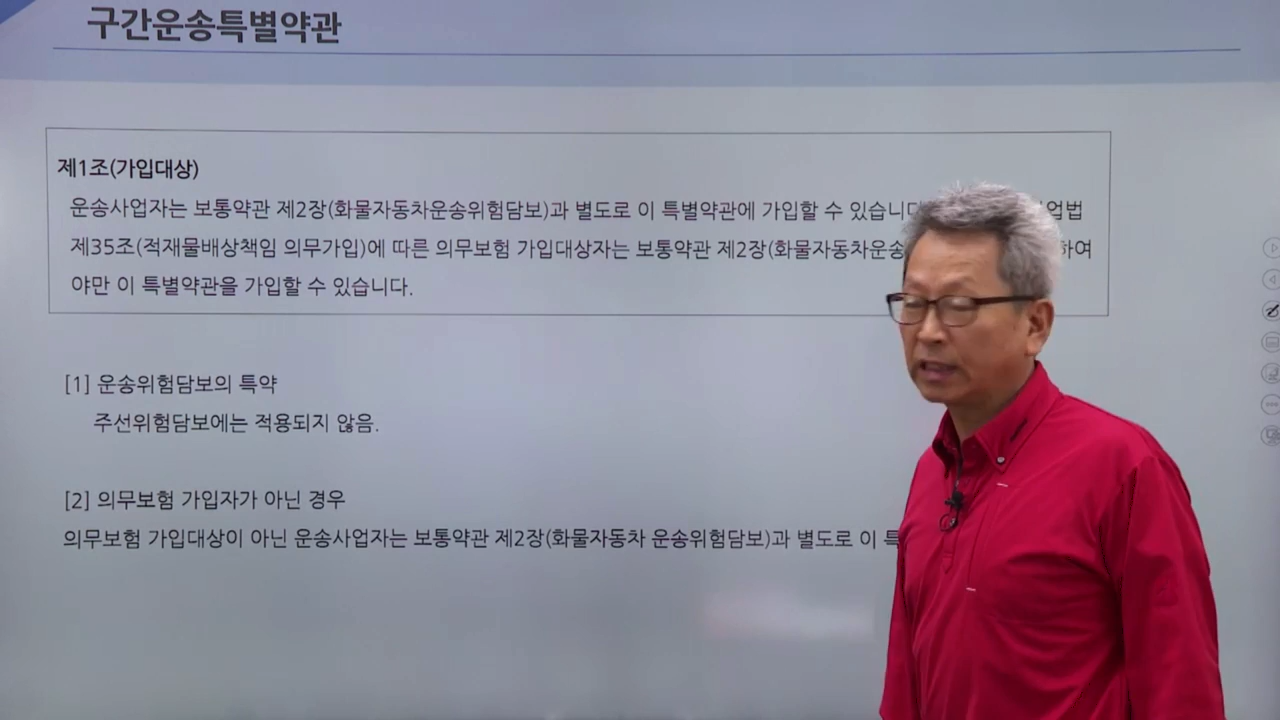 구간운송특별약관
제1조(가입대상)
운송사업자는 보통약관 제2장(화물자동차운송위험담보)과 별도로 이 특별약관에 가입할 수 있습니다 업법
제35조(적재물배상책임 의무가입)에 따른 의무보험 가입대상자는 보통약관 제2장(화물자동차운송 하여
야만 이 특별약관을 가입할 수 있습니다.
[1] 운송위험담보의 특약
주선위험담보에는 적용되지 않음.
[2] 의무보험 가입자가 아닌 경우
의무보험 가입대상이 아닌 운송사업자는 보통약관 제2장(화물자동차 운송위험담보)과 별도로 이 특